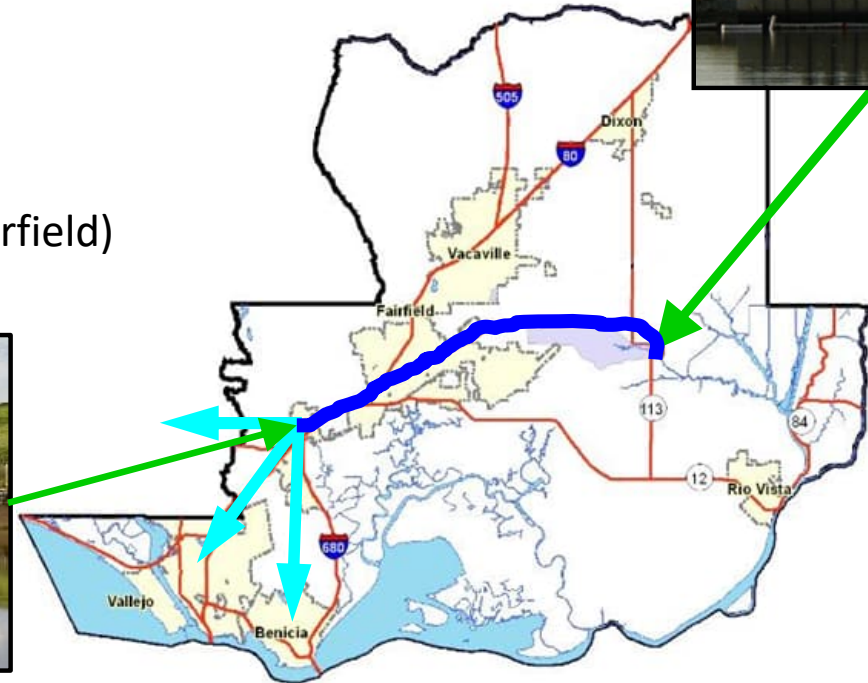 505
Dixon
80
rfield)
Vacaville
Fairfield
113
84
12
Rio Vista
680
Vallejo
Benicia